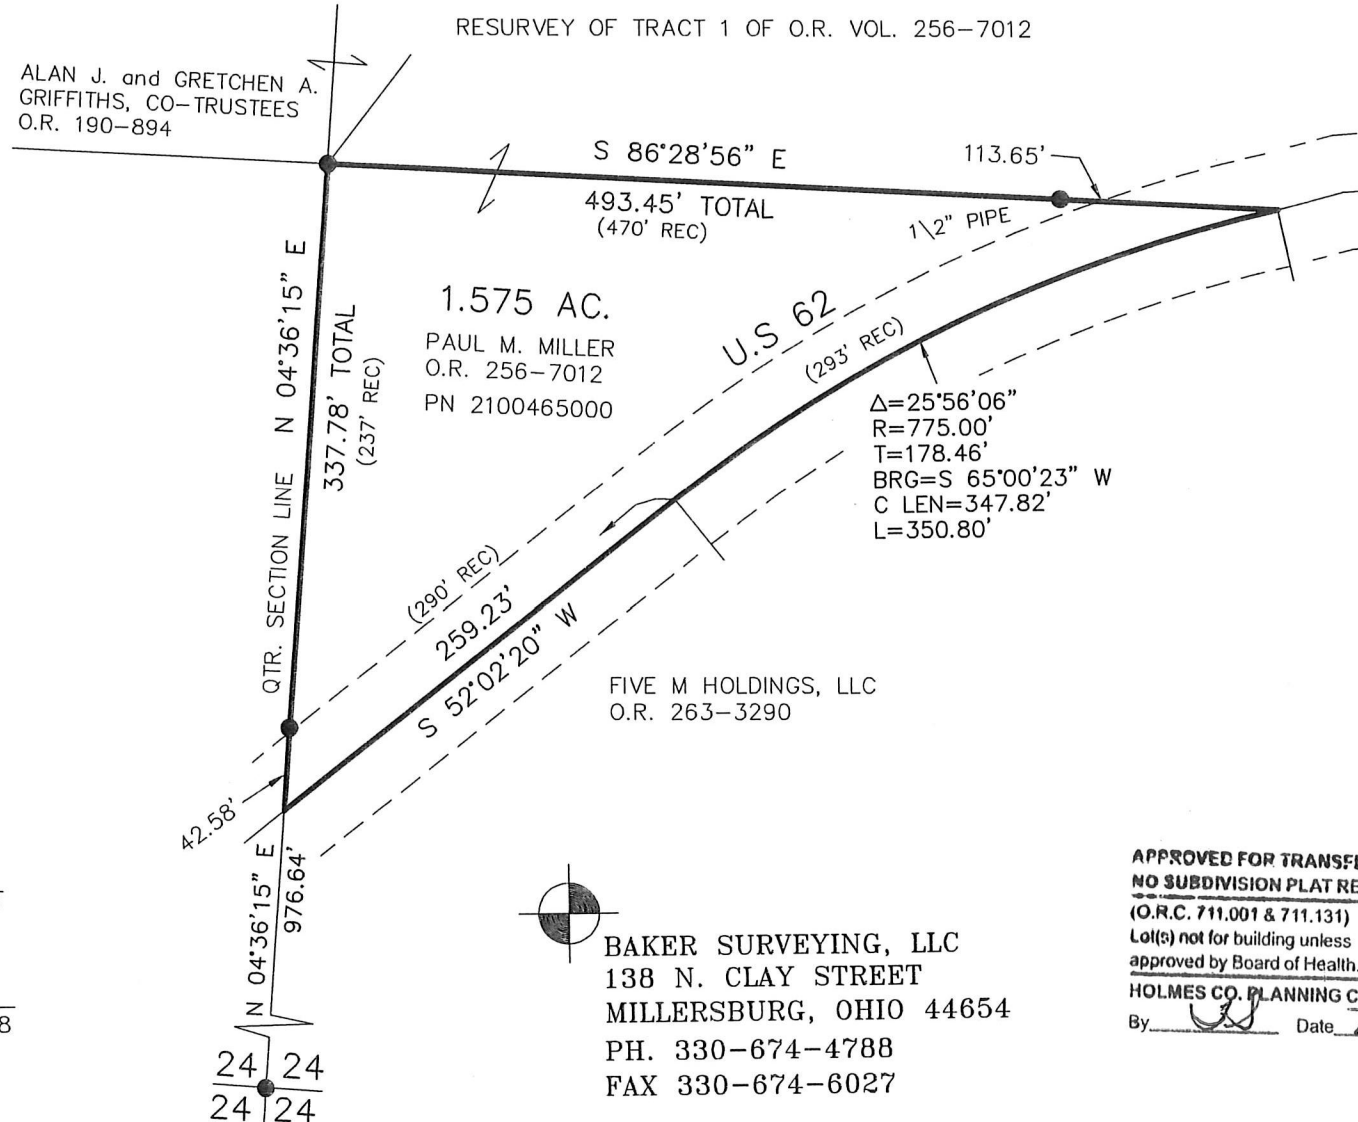 RESURVEY OF TRACT 1 OF O.R. VOL. 256-7012
ALAN J. and GRETCHEN A.
GRIFFITHS, CO-TRUSTEES
O.R. 190-894
S 86°28'56" E
493.45' TOTAL
(470' REC)
113.65'
1\2" PIPE
N 04°36'15" E
QTR. SECTION LINE
337.78' TOTAL
(237' REC)
1.575 AC.
PAUL M. MILLER
O.R. 256-7012
PN 2100465000
U.S 62
(293' REC)
Δ=25°56'06"
R=775.00'
T=178.46'
BRG=S 65°00'23" W
C LEN=347.82'
L=350.80'
(290' REC)
259.23'
S 52°02'20" W
FIVE M HOLDINGS, LLC
O.R. 263-3290
42.58'
N 04°36'15" E
976.64'
8
24 24
24 24
BAKER SURVEYING, LLC
138 N. CLAY STREET
MILLERSBURG, OHIO 44654
PH. 330-674-4788
FAX 330-674-6027
APPROVED FOR TRANSF
NO SUBDIVISION PLAT RE
(O.R.C. 711.001 & 711.131)
Lot(s) not for building unless
approved by Board of Health.
HOLMES CO. PLANNING C
By Date